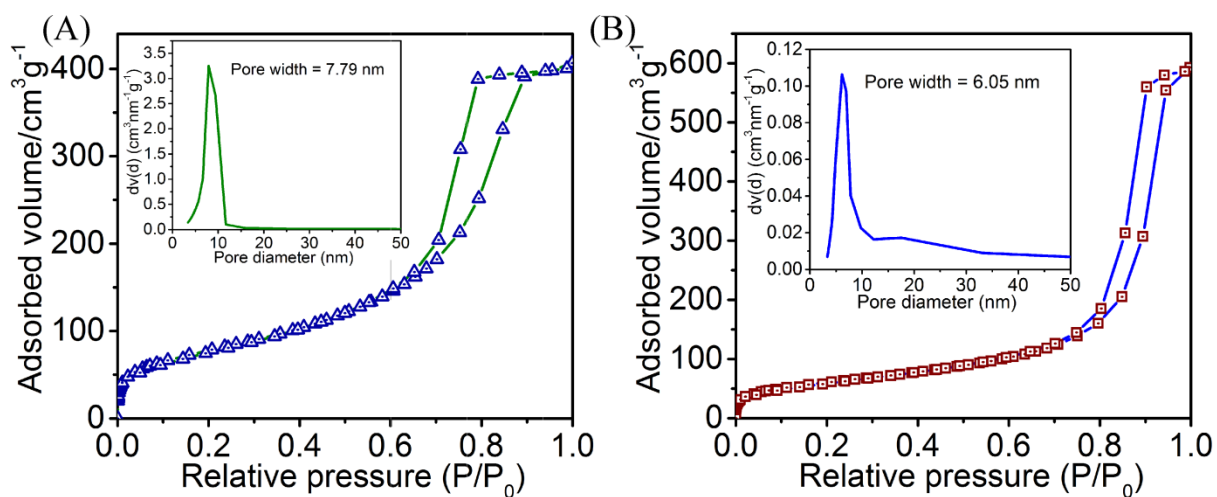 (A)
Adsorbed volume/cm³g⁻¹
400
300
200
100
0
0.0 0.2 0.4 0.6 0.8 1.0
Relative pressure (P/P₀)
dv(d) (cm³nm⁻¹g⁻¹)
3.5
3.0
2.5
2.0
1.5
1.0
0.5
0.0
0 10 20 30 40 50
Pore diameter (nm)
Pore width = 7.79 nm
(B)
Adsorbed volume/cm³g⁻¹
600
500
400
300
200
100
0
0.0 0.2 0.4 0.6 0.8 1.0
Relative pressure (P/P₀)
dv(d) (cm³nm⁻¹g⁻¹)
0.12
0.10
0.08
0.06
0.04
0.02
0.00
0 10 20 30 40 50
Pore diameter (nm)
Pore width = 6.05 nm